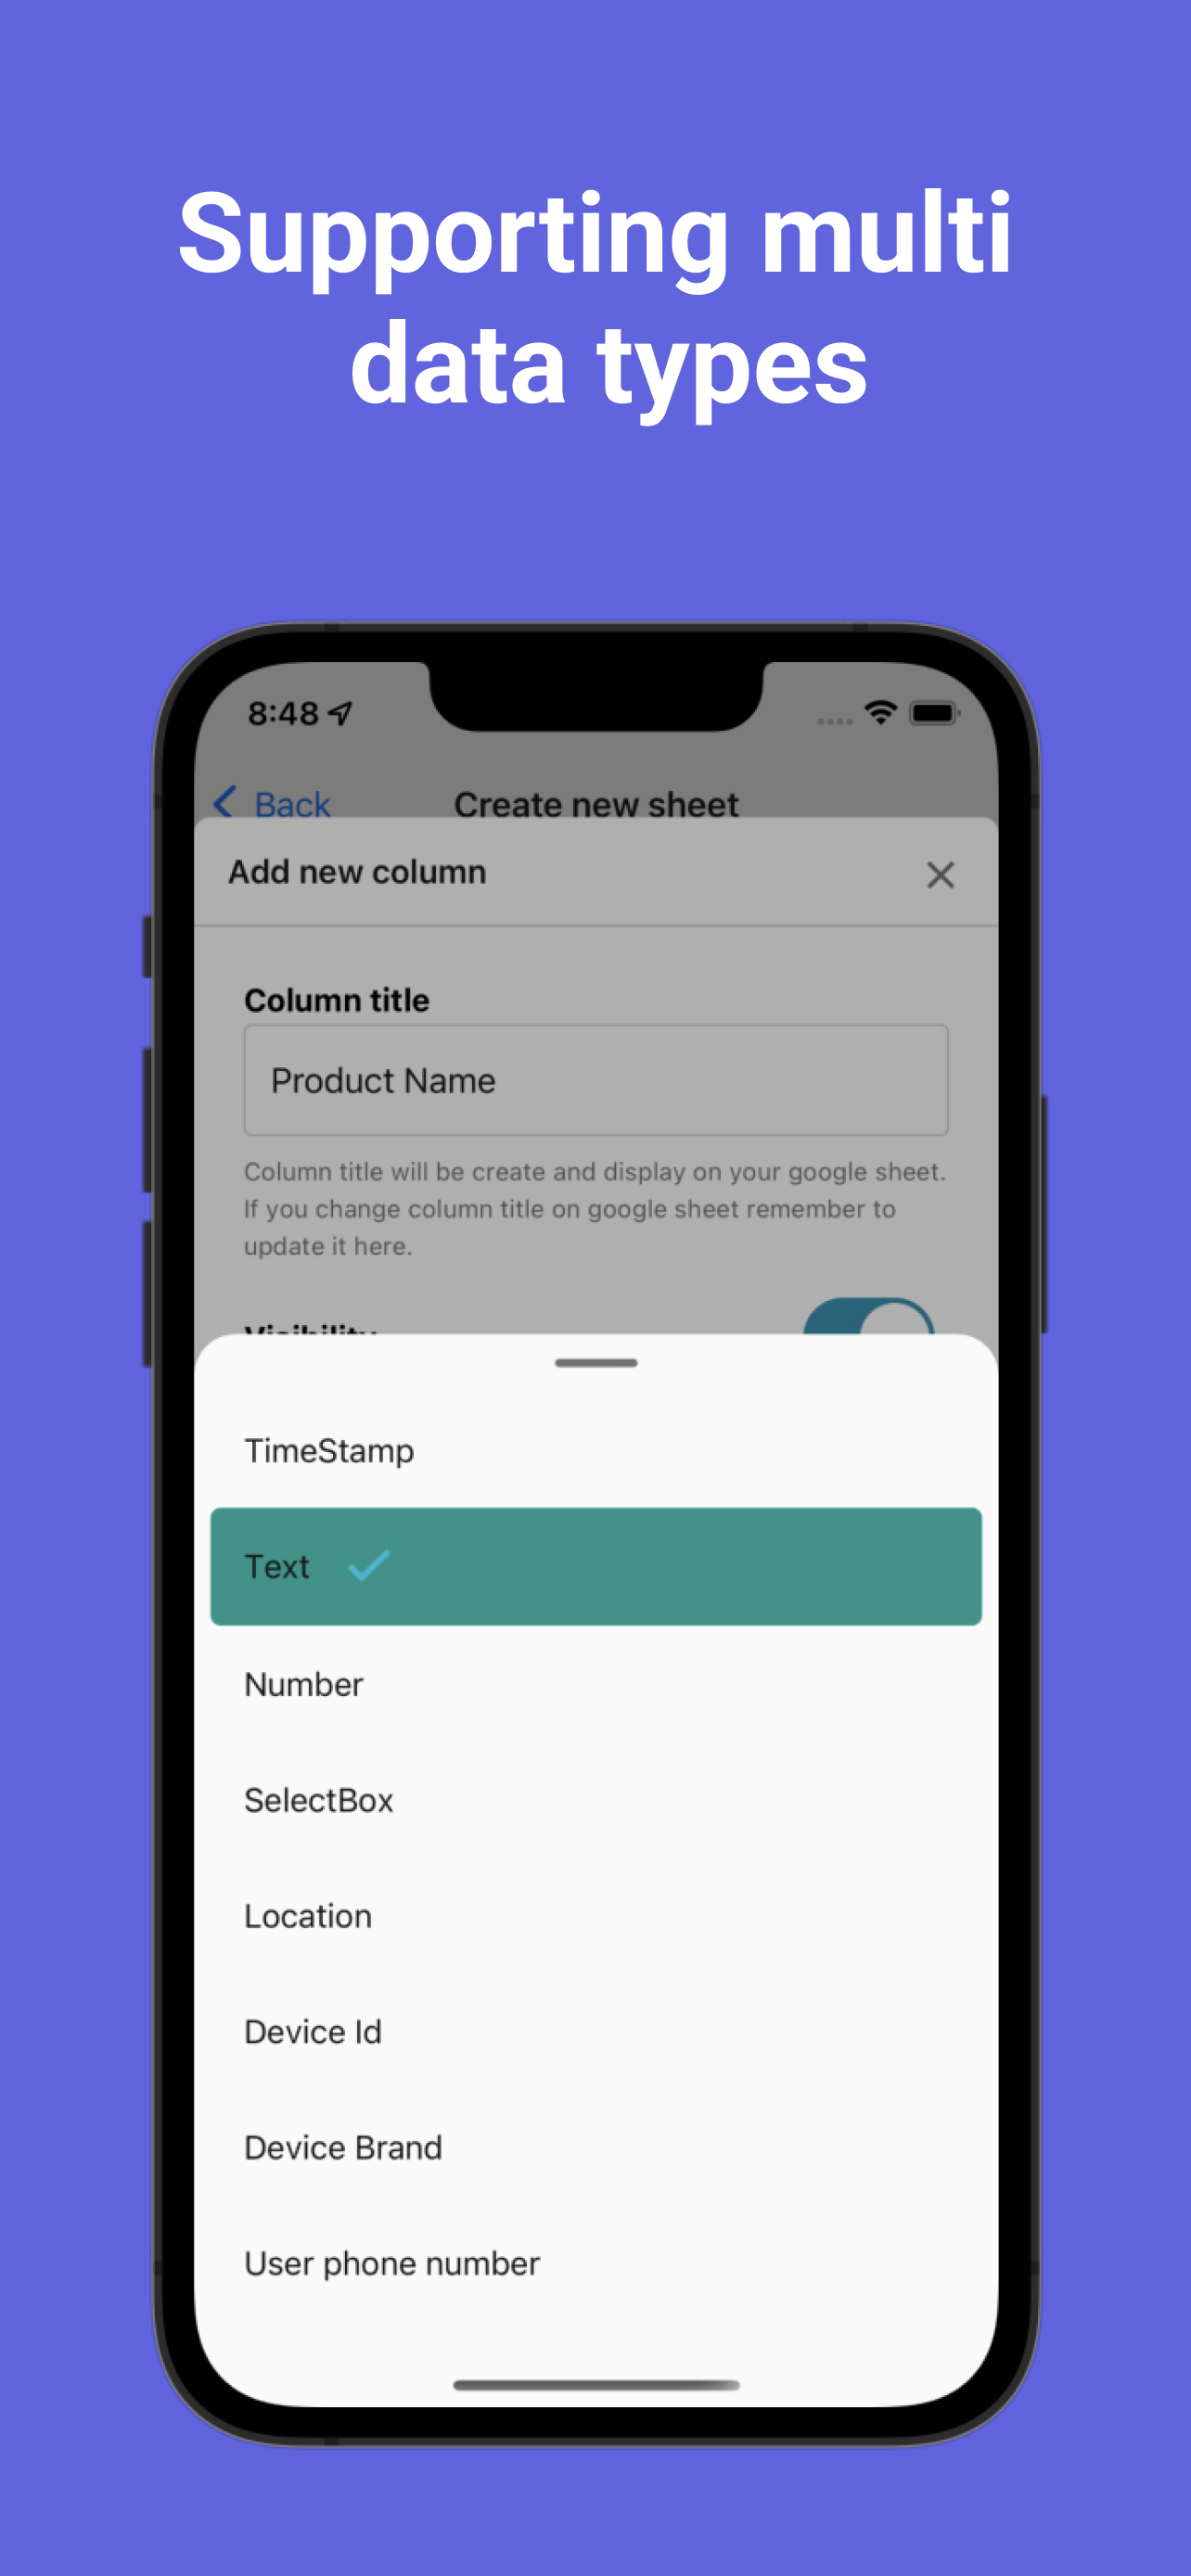 Supporting multi
data types
8:48
Back
Create new sheet
Add new column
Column title
Product Name
Column title will be create and display on your google sheet.
If you change column title on google sheet remember to
update it here.
Visibility
TimeStamp
Text
Number
SelectBox
Location
Device Id
Device Brand
User phone number